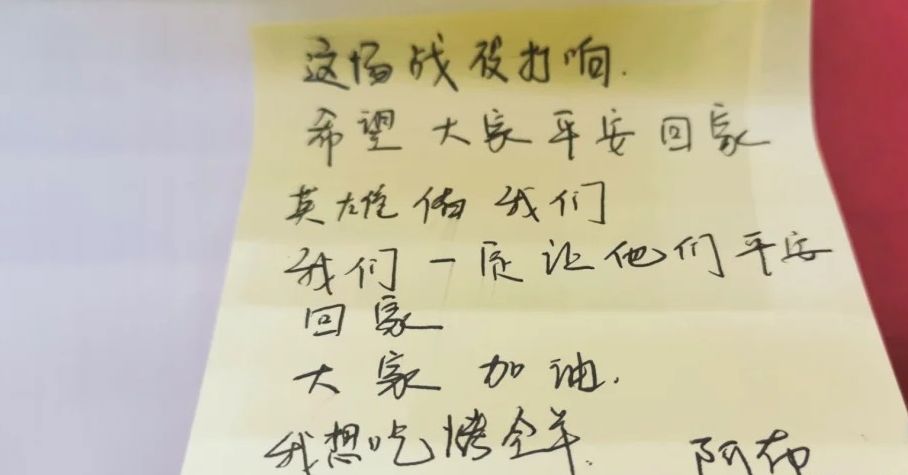 这场战役打响.
希望大家平安回家
英雄佑我们
我们一定让他们平安
回家
大家加油.
我想吃烤全羊. 阿布